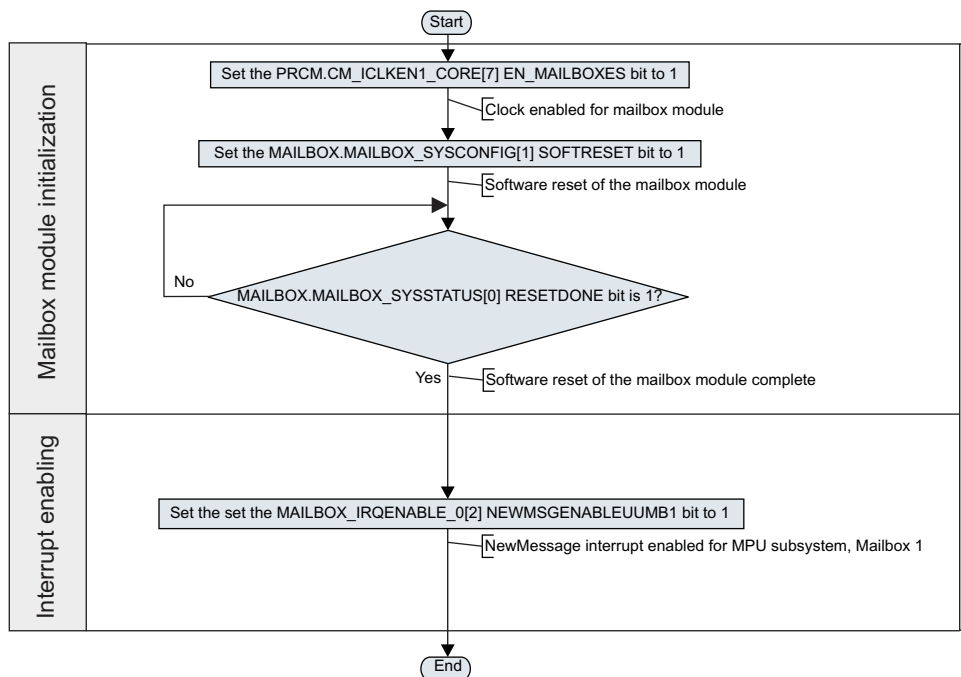 Start
Mailbox module initialization
Set the PRCM.CM_ICLKEN1_CORE[7] EN_MAILBOXES bit to 1
Clock enabled for mailbox module
Set the MAILBOX.MAILBOX_SYSCONFIG[1] SOFTRESET bit to 1
Software reset of the mailbox module
No
MAILBOX.MAILBOX_SYSSTATUS[0] RESETDONE bit is 1?
Yes
Software reset of the mailbox module complete
Interrupt enabling
Set the set the MAILBOX_IRQENABLE_0[2] NEWMSGENABLEUUMB1 bit to 1
NewMessage interrupt enabled for MPU subsystem, Mailbox 1
End